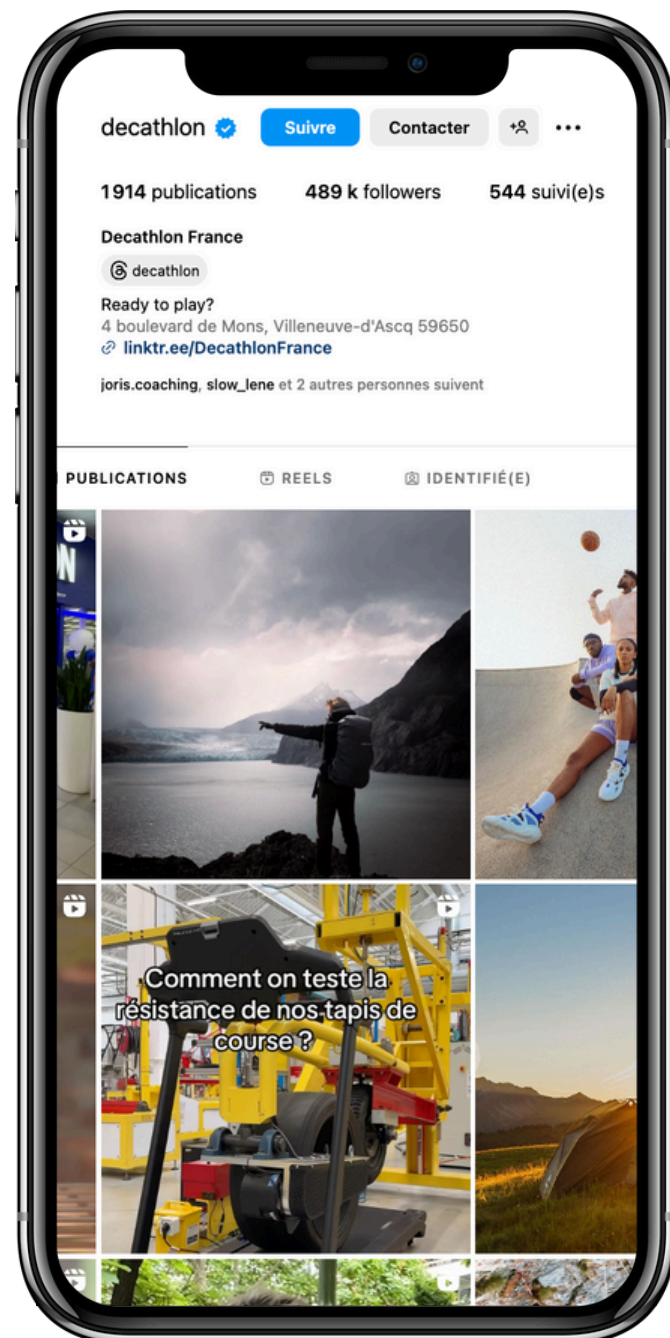 decathlon
Suivre
Contacter
1914 publications
489 k followers
544 suivi(e)s
Decathlon France
decathlon
Ready to play?
4 boulevard de Mons, Villeneuve-d'Ascq 59650
linktr.ee/DecathlonFrance
joris.coaching, slow_lene et 2 autres personnes suivent
PUBLICATIONS
REELS
IDENTIFIÉ(E)
Comment on teste la
résistance de nos tapis de
course ?